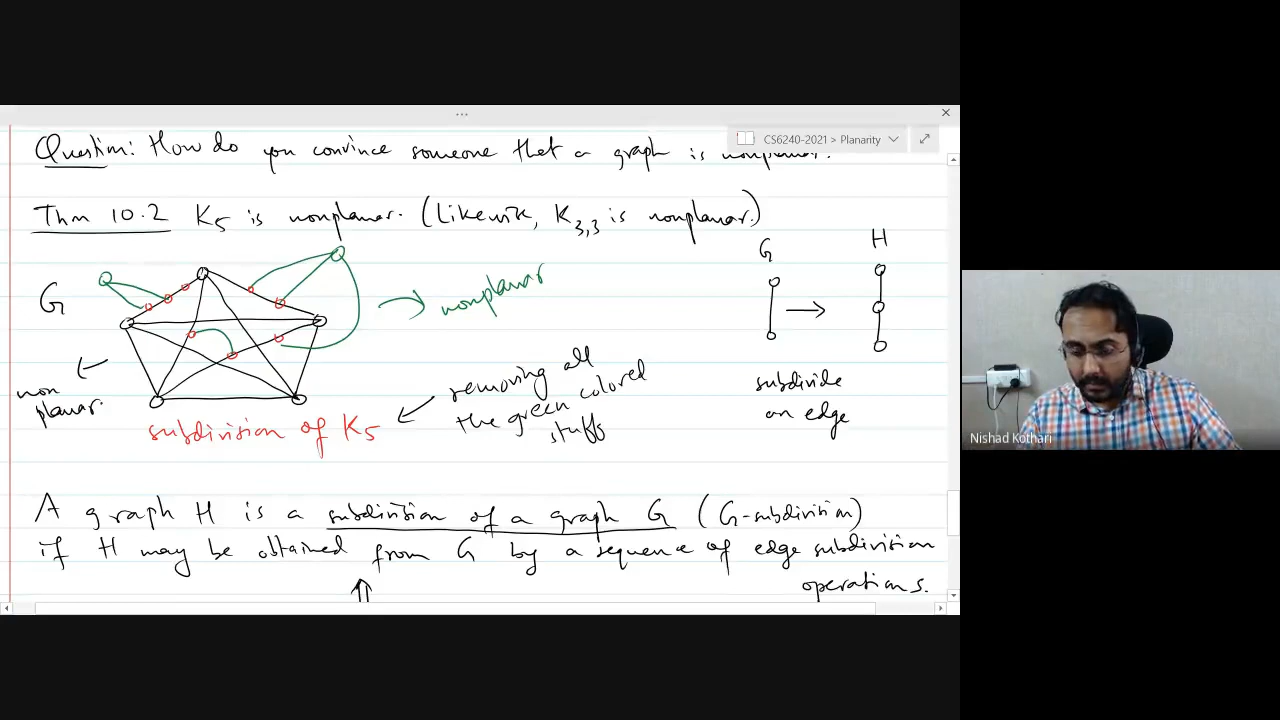 ...
CS6240-2021 > Planarity
Question: How do you convince someone that a graph is nonplanar.
Thm 10.2 K5 is nonplanar. (Likewise, K3,3 is nonplanar.)
G
G H
nonplanar
non
planar.
removing all
the green colored
stuffs
subdivide
an edge
subdivision of K5
Nishad Kothari
A graph H is a subdivision of a graph G (G-subdivision)
if H may be obtained from G by a sequence of edge subdivision
operations.